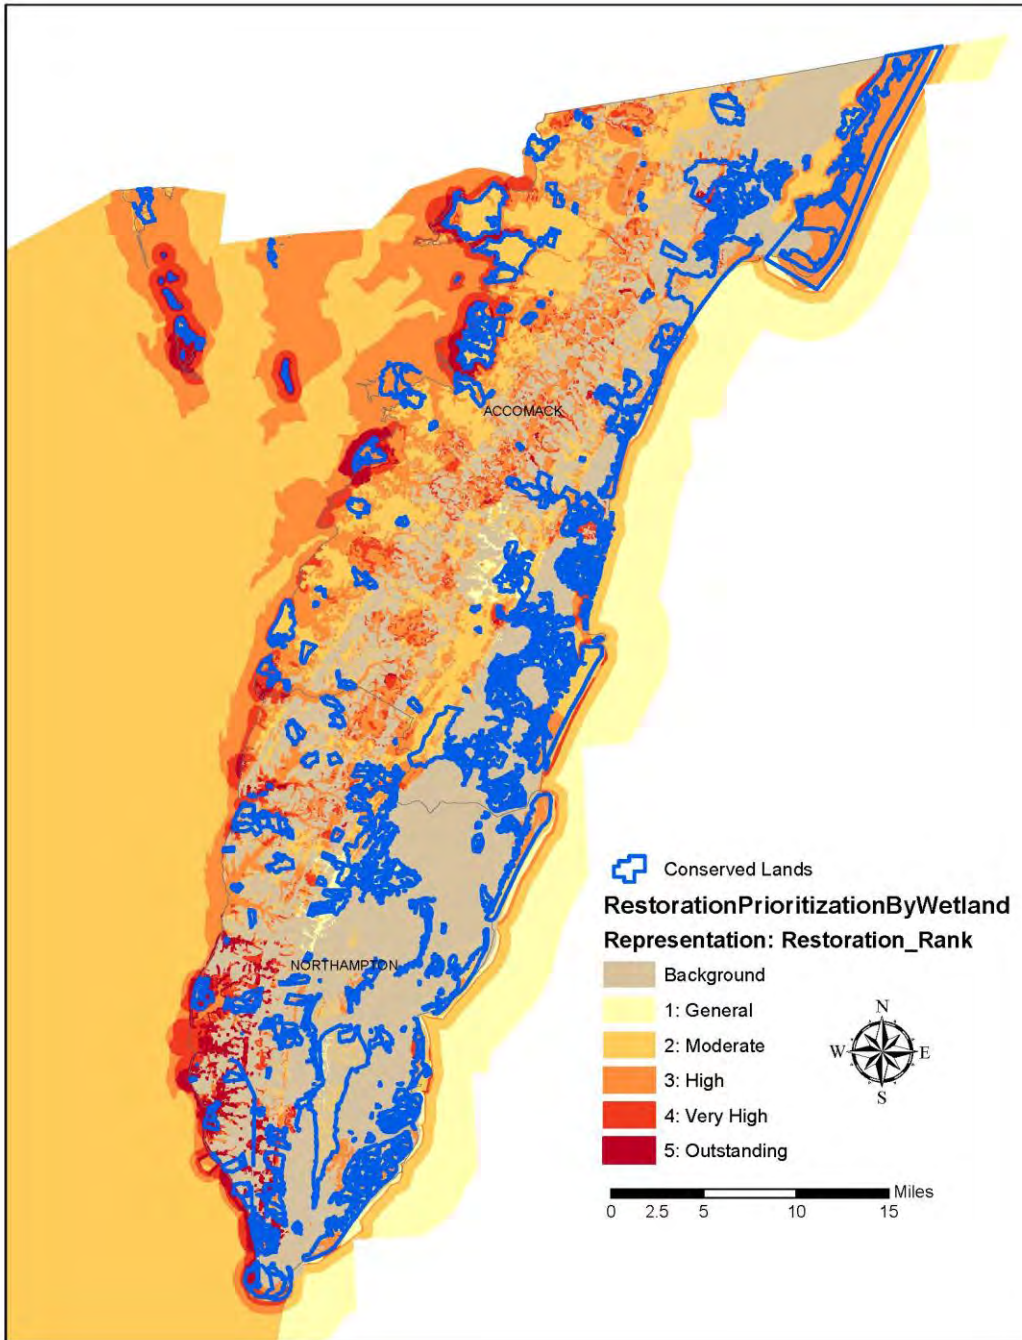 ACCOMACK
NORTHAMPTON
Conserved Lands
RestorationPrioritizationByWetland
Representation: Restoration_Rank
Background
1: General
2: Moderate
3: High
4: Very High
5: Outstanding
N
W E
S
Miles
0 2.5 5 10 15